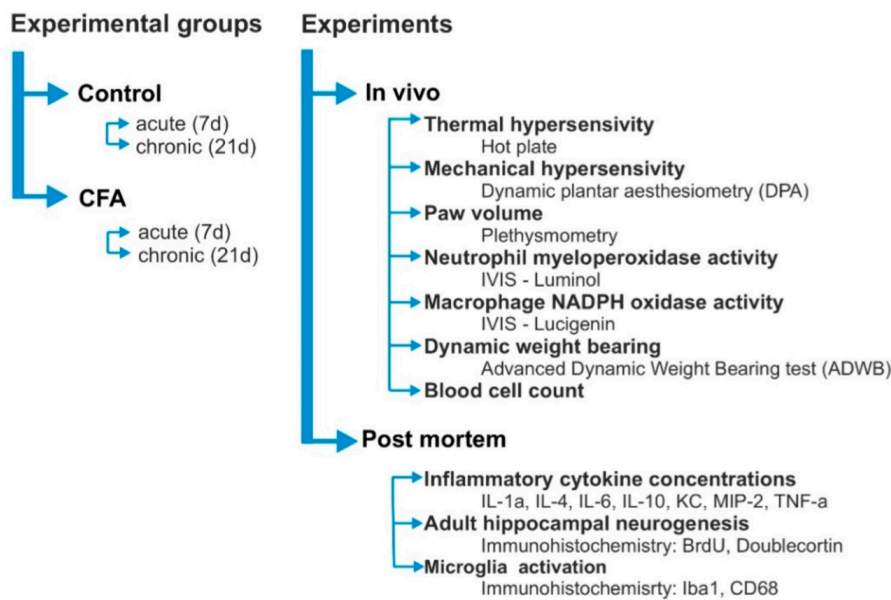 Experimental groups
Control
acute (7d)
chronic (21d)
CFA
acute (7d)
chronic (21d)
Experiments
In vivo
Thermal hypersensivity
Hot plate
Mechanical hypersensivity
Dynamic plantar aesthesiometry (DPA)
Paw volume
Plethysmometry
Neutrophil myeloperoxidase activity
IVIS - Luminol
Macrophage NADPH oxidase activity
IVIS - Lucigenin
Dynamic weight bearing
Advanced Dynamic Weight Bearing test (ADWB)
Blood cell count
Post mortem
Inflammatory cytokine concentrations
IL-1a, IL-4, IL-6, IL-10, KC, MIP-2, TNF-a
Adult hippocampal neurogenesis
Immunohistochemistry: BrdU, Doublecortin
Microglia activation
Immunohistochemisrty: Iba1, CD68